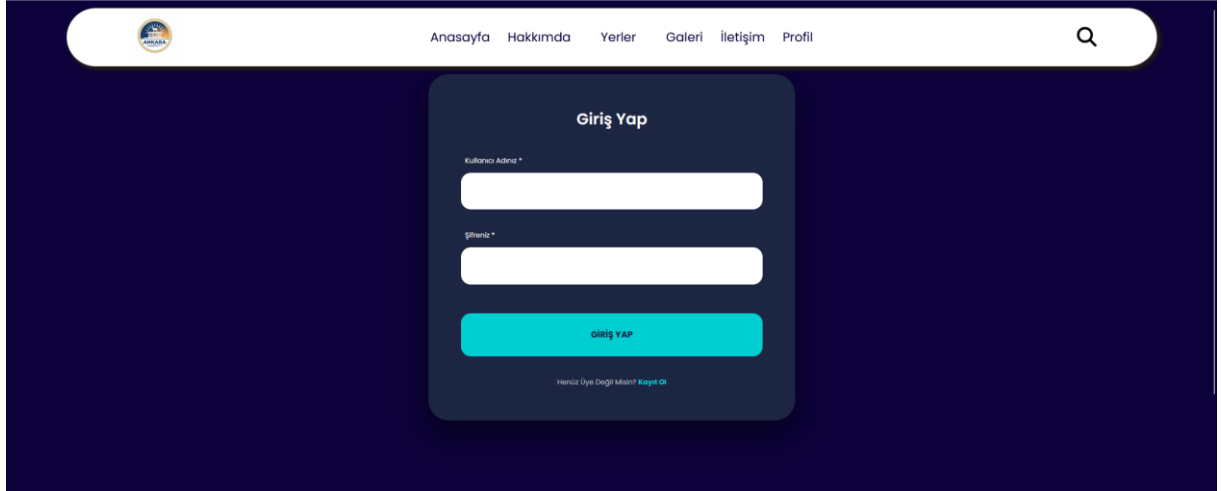 ANKARA
Anasayfa Hakkımda Yerler Galeri İletişim Profil
Giriş Yap
Kullanıcı Adınız *
Şifreniz *
GİRİŞ YAP
Henüz Üye Değil Misin? Kayıt Ol